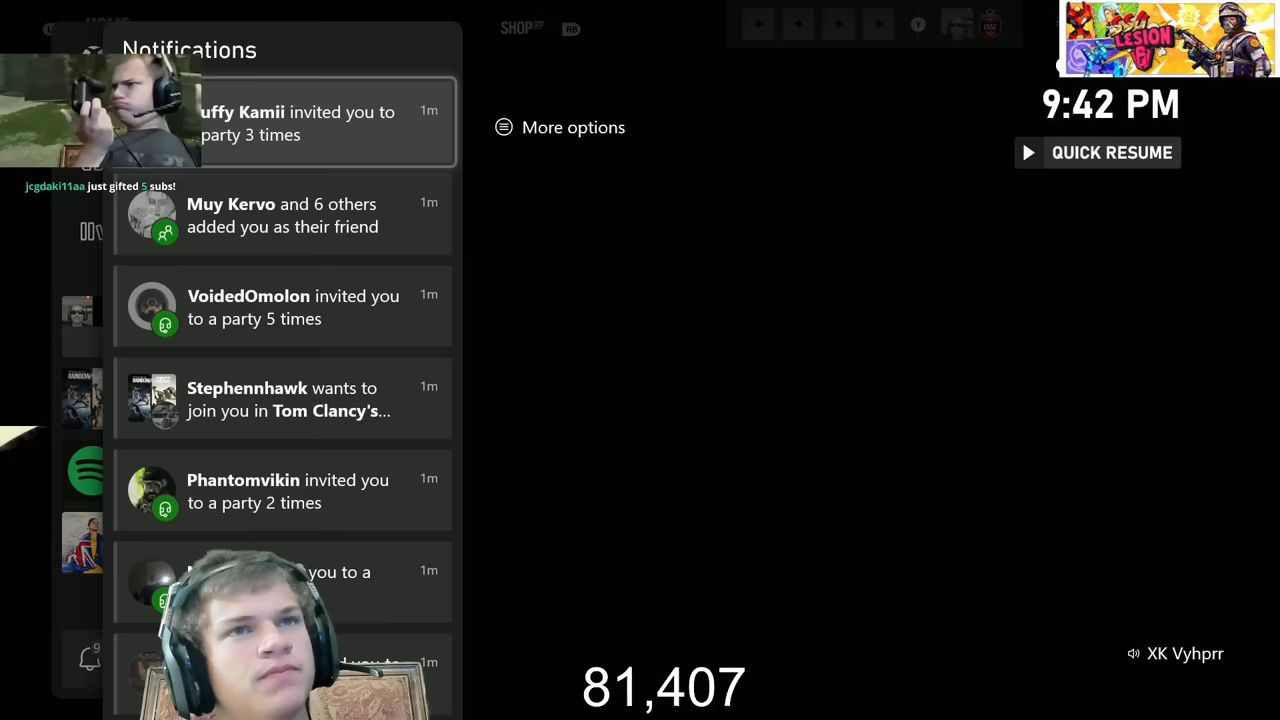 SHOP
RB
Y
Notifications
invited you to
party 3 times
1m
More options
LESION
9:42 PM
QUICK RESUME
jcgdaki11aa just gifted 5 subs!
Muy Kervo and 6 others
added you as their friend
1m
VoidedOmolon invited you
to a party 5 times
1m
Stephennhawk wants to
join you in Tom Clancy's...
1m
Phantomvikin invited you
to a party 2 times
1m
you to a
1m
1m
81,407
XK Vyhprr